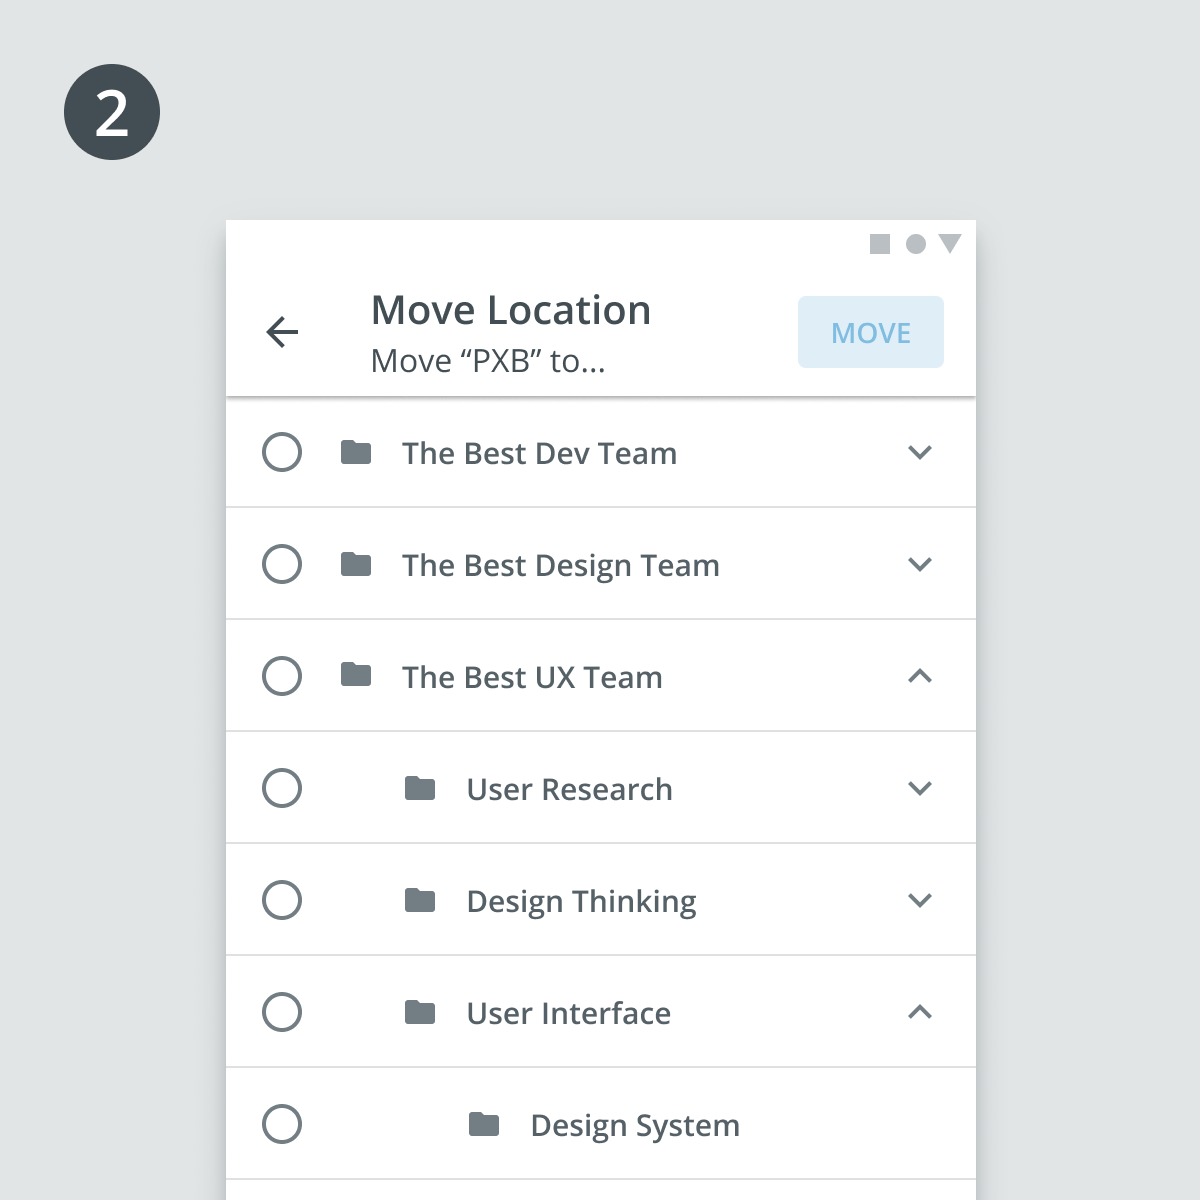 2
Move Location
Move “PXB” to...
MOVE
The Best Dev Team
The Best Design Team
The Best UX Team
User Research
Design Thinking
User Interface
Design System